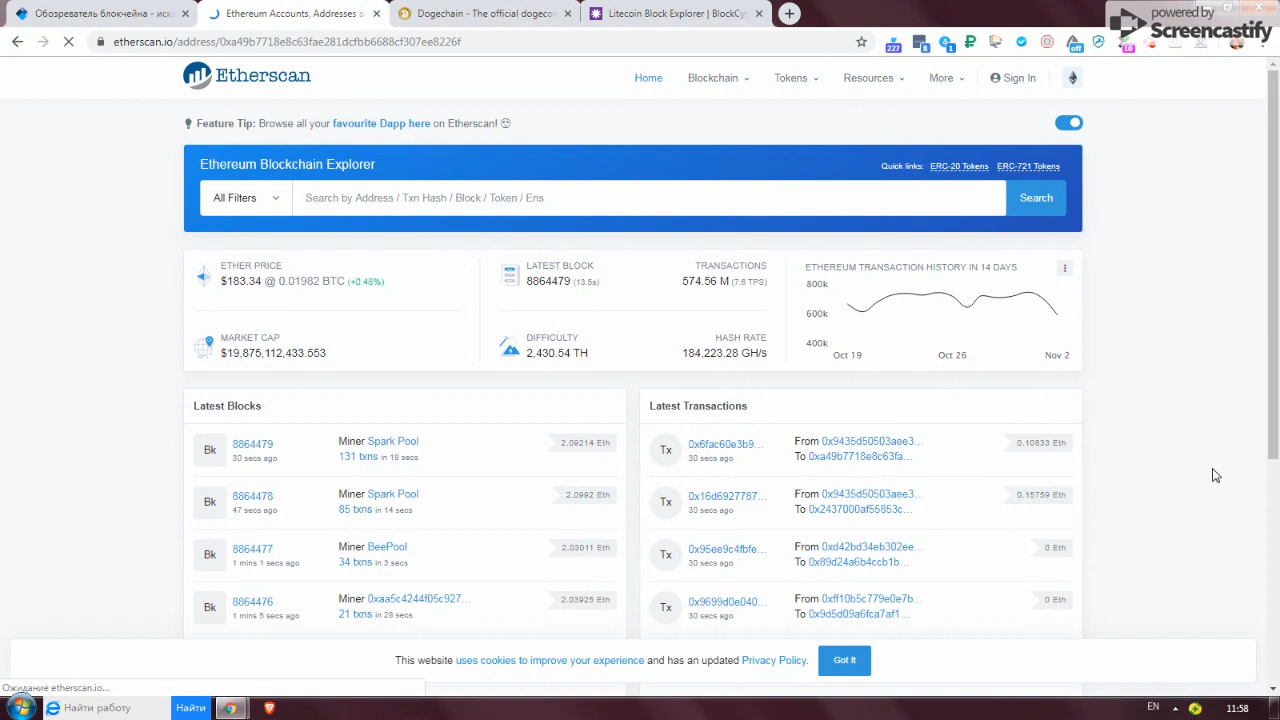 Обозреватель блокчейна - иска
Ethereum Accounts, Addresses a
Dogechain - The official dogecoi
Litecoin Block Explorer | BlockCyp
powered by
Screencastify
etherscan.io/address/0xa49b7718e8c63fae281dcfbb6688cf307ee8226f
227
8
1
off
10
Etherscan
Home
Blockchain
Tokens
Resources
More
Sign In
Feature Tip: Browse all your favourite Dapp here on Etherscan!
Ethereum Blockchain Explorer
Quick links: ERC-20 Tokens ERC-721 Tokens
All Filters
Search by Address / Txn Hash / Block / Token / Ens
Search
ETHER PRICE
$183.34 @ 0.01982 BTC (+0.48%)
MARKET CAP
$19,875,112,433.553
LATEST BLOCK
8864479 (13.5s)
TRANSACTIONS
574.56 M (7.6 TPS)
DIFFICULTY
2,430.54 TH
HASH RATE
184,223.28 GH/s
ETHEREUM TRANSACTION HISTORY IN 14 DAYS
800k
600k
400k
Oct 19
Oct 26
Nov 2
Latest Blocks
Bk
8864479
30 secs ago
Miner Spark Pool
131 txns in 18 secs
2.09214 Eth
Bk
8864478
47 secs ago
Miner Spark Pool
85 txns in 14 secs
2.0992 Eth
Bk
8864477
1 mins 1 secs ago
Miner BeePool
34 txns in 3 secs
2.03011 Eth
Bk
8864476
1 mins 5 secs ago
Miner 0xaa5c4244f05c927...
21 txns in 28 secs
2.03925 Eth
Latest Transactions
Tx
0x6fac60e3b9...
30 secs ago
From 0x9435d50503aee3...
To 0xa49b7718e8c63fa...
0.10833 Eth
Tx
0x16d6927787...
30 secs ago
From 0x9435d50503aee3...
To 0x2437000af55853c...
0.15759 Eth
Tx
0x95ee9c4fbfe...
30 secs ago
From 0xd42bd34eb302ee...
To 0x89d24a6b4ccb1b...
0 Eth
Tx
0x9699d0e040...
30 secs ago
From 0xff10b5c779e0e7b...
To 0x9d5d09a6fca7af1...
0 Eth
This website uses cookies to improve your experience and has an updated Privacy Policy.
Got It
Ожидание etherscan.io...
Найти работу
Найти
EN
11:58